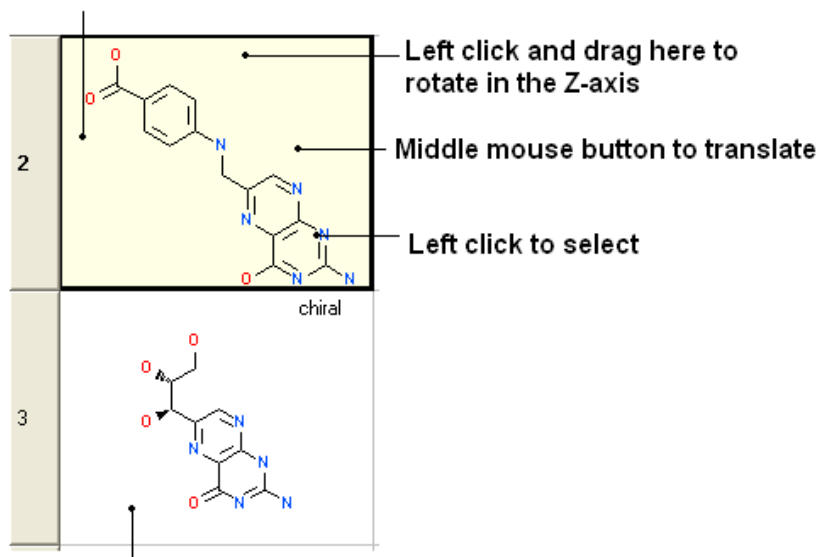 Left click and drag here to
rotate in the Z-axis
O
O
2
N
Middle mouse button to translate
N
N
N
Left click to select
O
N
N
chiral
O
O
3
O
N
N
N
O
N
N